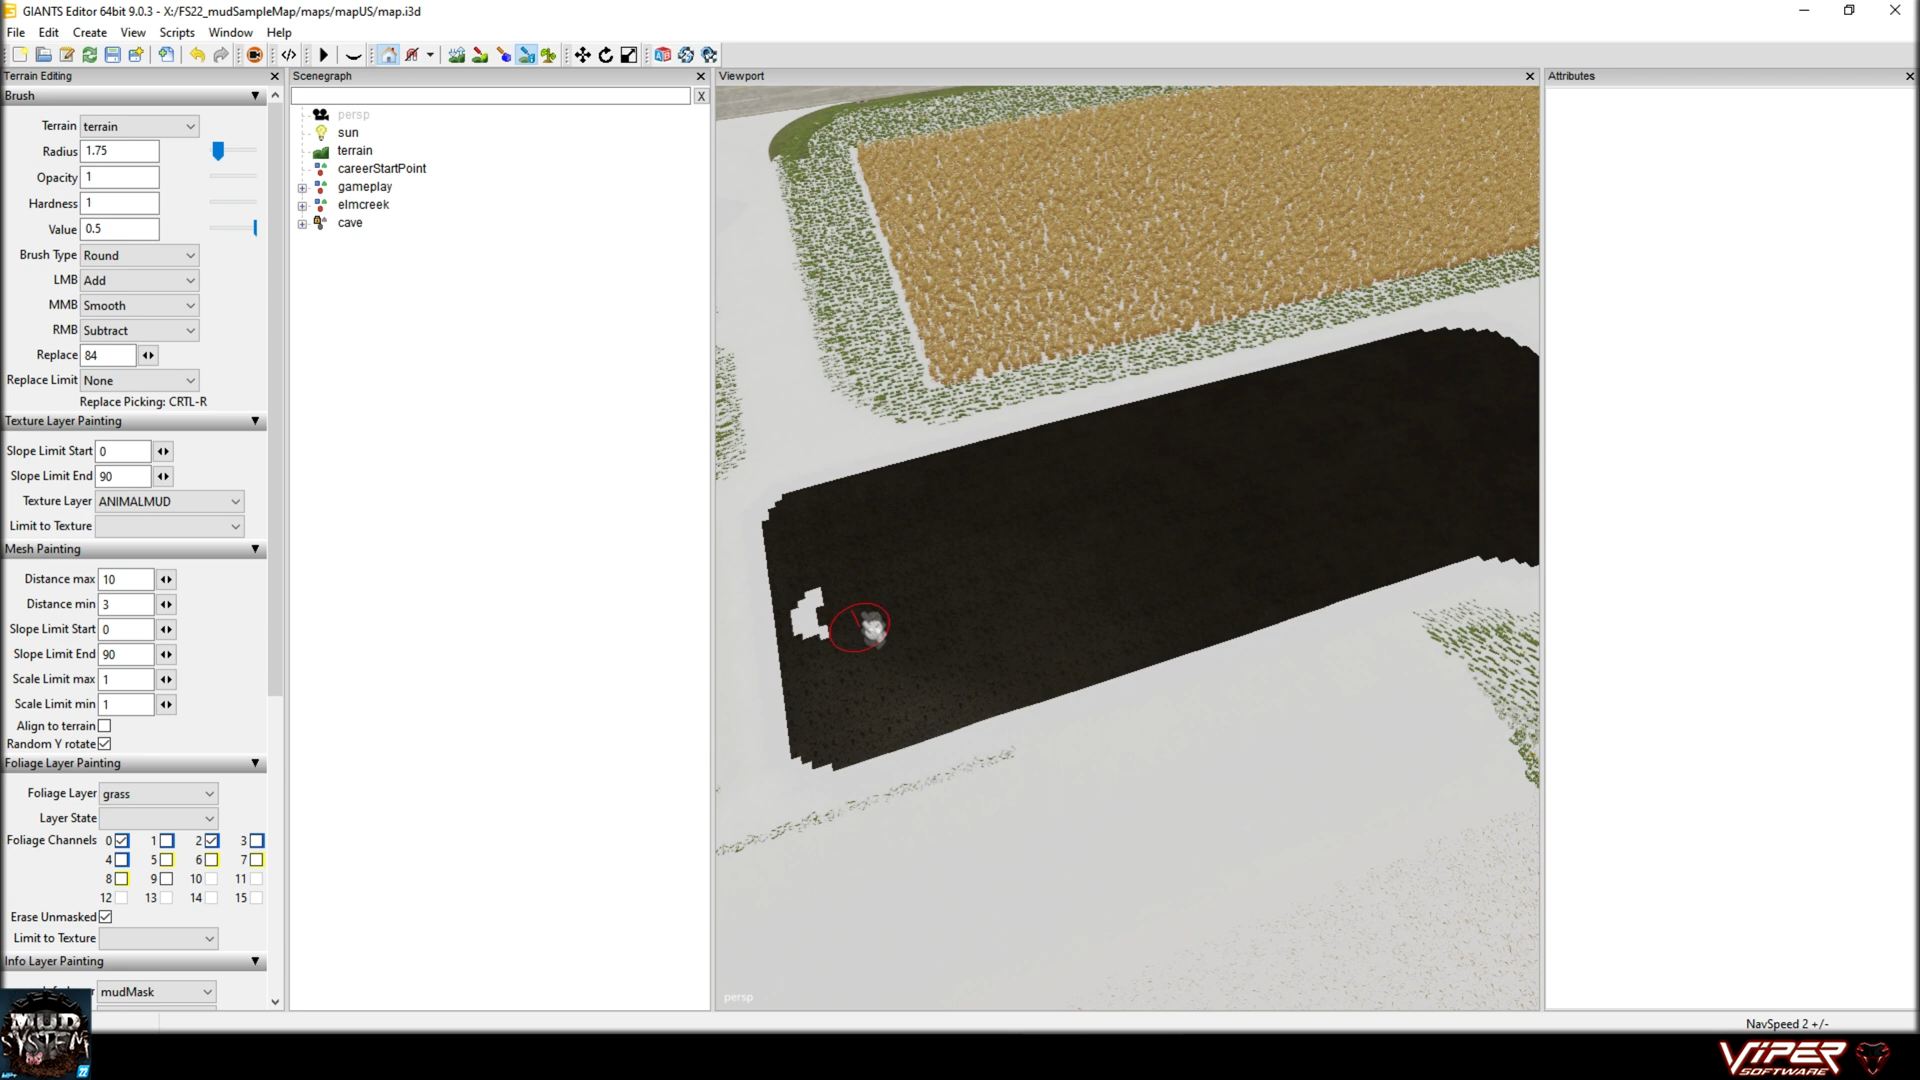 GIANTS Editor 64bit 9.0.3 - X:/FS22_mudSampleMap/maps/mapUS/map.i3d
File Edit Create View Scripts Window Help
Terrain Editing
Scenegraph
Viewport
Attributes
Brush
X
Terrain terrain
Radius 1.75
Opacity 1
Hardness 1
Value 0.5
Brush Type Round
LMB Add
MMB Smooth
RMB Subtract
Replace 84
Replace Limit None
Replace Picking: CRTL-R
Texture Layer Painting
Slope Limit Start 0
Slope Limit End 90
Texture Layer ANIMALMUD
Limit to Texture
Mesh Painting
Distance max 10
Distance min 3
Slope Limit Start 0
Slope Limit End 90
Scale Limit max 1
Scale Limit min 1
Align to terrain
Random Y rotate
Foliage Layer Painting
Foliage Layer grass
Layer State
Foliage Channels 0 1 2 3
4 5 6 7
8 9 10 11
12 13 14 15
Erase Unmasked
Limit to Texture
Info Layer Painting
mudMask
persp
sun
terrain
careerStartPoint
gameplay
elmcreek
cave
persp
NavSpeed 2 +/-
MUD
SYSTEM
22
VIPER
SOFTWARE